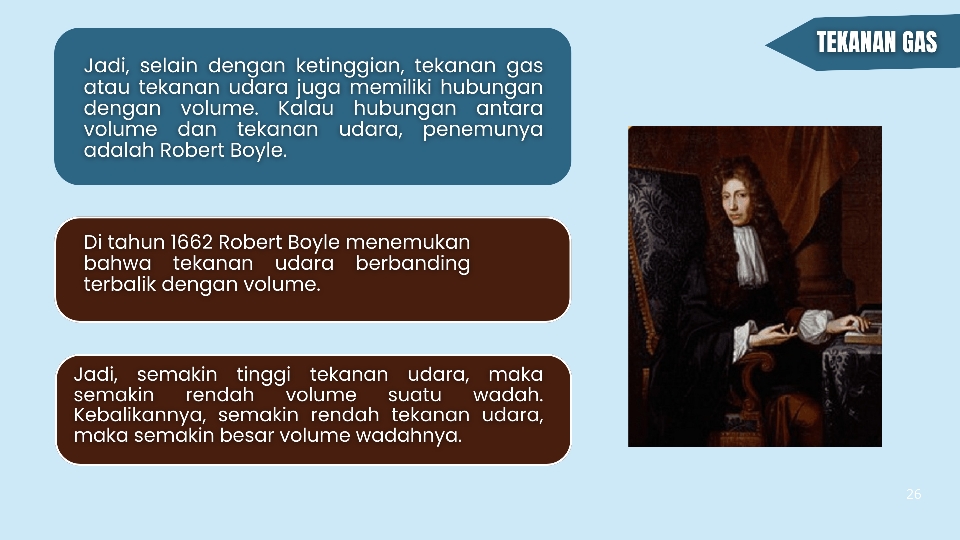 TEKANAN GAS
Jadi, selain dengan ketinggian, tekanan gas
atau tekanan udara juga memiliki hubungan
dengan volume. Kalau hubungan antara
volume dan tekanan udara, penemunya
adalah Robert Boyle.
Di tahun 1662 Robert Boyle menemukan
bahwa tekanan udara berbanding
terbalik dengan volume.
Jadi, semakin tinggi tekanan udara, maka
semakin rendah volume suatu wadah.
Kebalikannya, semakin rendah tekanan udara,
maka semakin besar volume wadahnya.
26